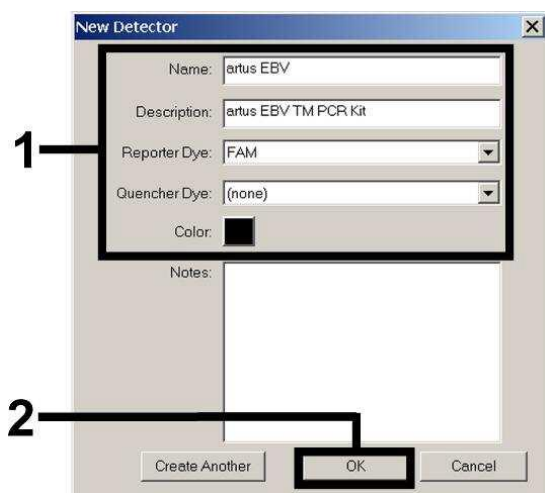 New Detector
Name: artus EBV
Description: artus EBV TM PCR Kit
1
Reporter Dye: FAM
Quencher Dye: (none)
Color:
Notes:
2
Create Another OK Cancel